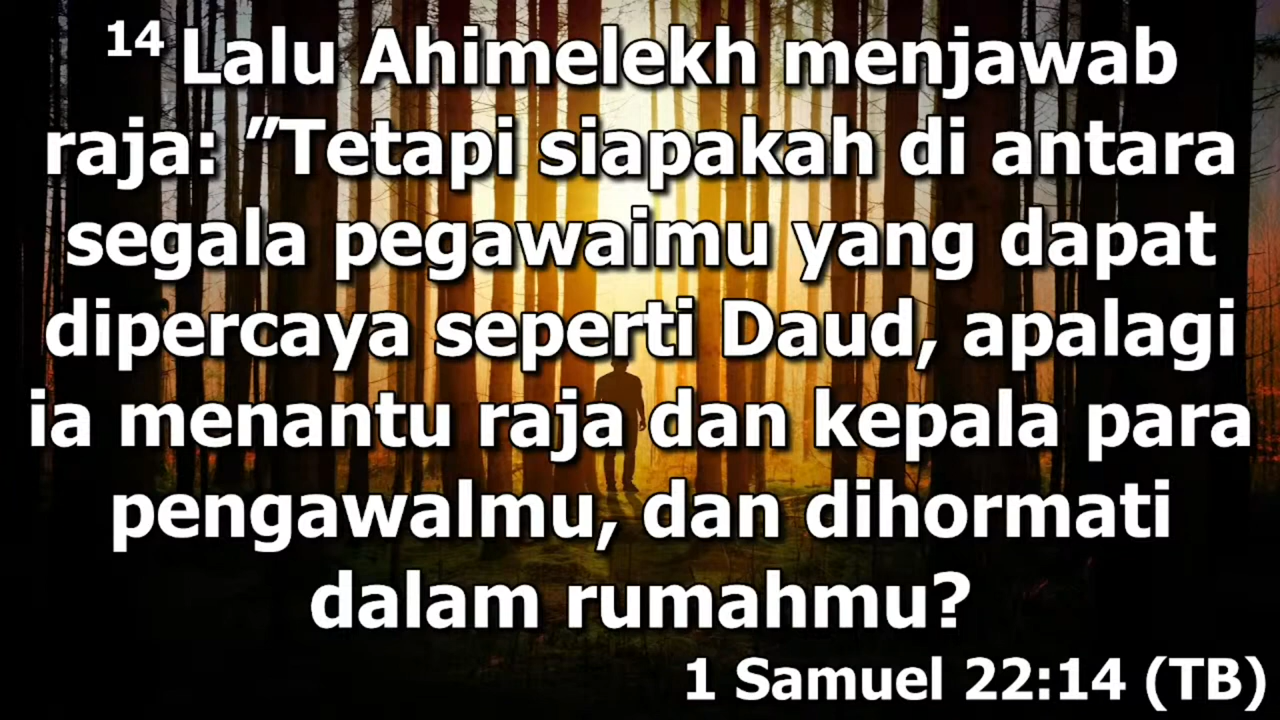 14 Lalu Ahimelekh menjawab
raja: "Tetapi siapakah di antara
segala pegawaimu yang dapat
dipercaya seperti Daud, apalagi
ia menantu raja dan kepala para
pengawalmu, dan dihormati
dalam rumahmu?
1 Samuel 22:14 (TB)